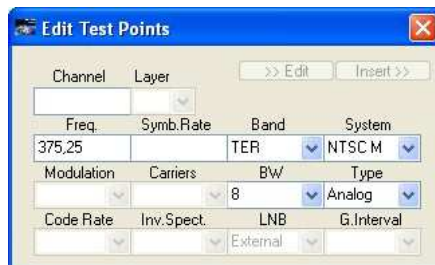 Edit Test Points
Channel Layer >> Edit Insert >>
Freq. Symb.Rate Band System
375,25 TER NTSC M
Modulation Carriers BW Type
8 Analog
Code Rate Inv.Spect. LNB G.Interval
External